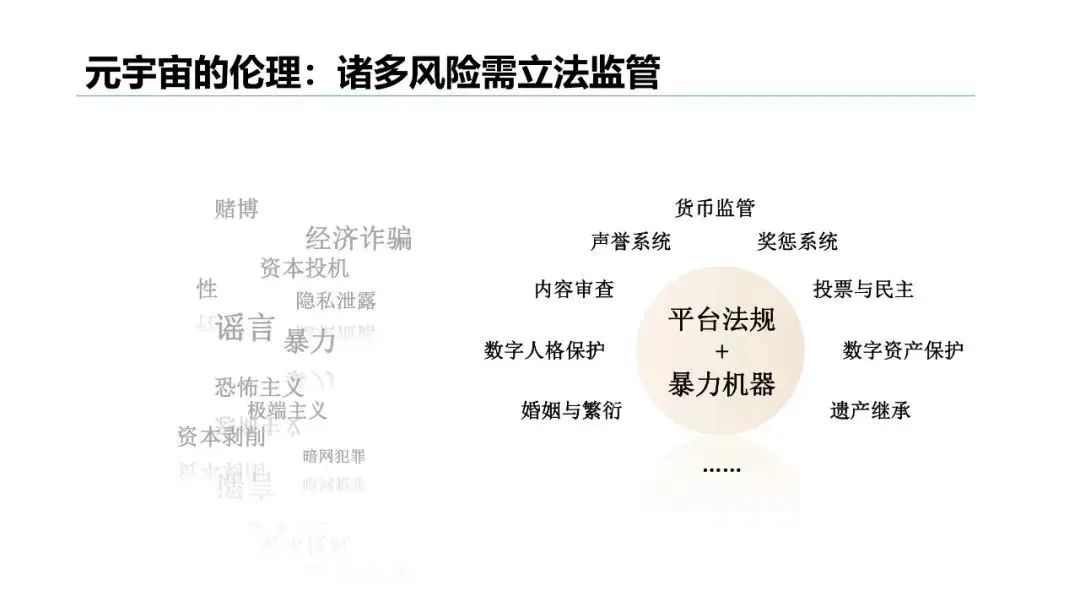 元宇宙的伦理：诸多风险需立法监管
赌博
经济诈骗
资本投机
性
隐私泄露
谣言
暴力
恐怖主义
极端主义
资本剥削
暗网犯罪
货币监管
声誉系统
奖惩系统
内容审查
投票与民主
平台法规
+
暴力机器
数字人格保护
数字资产保护
婚姻与繁衍
遗产继承
......